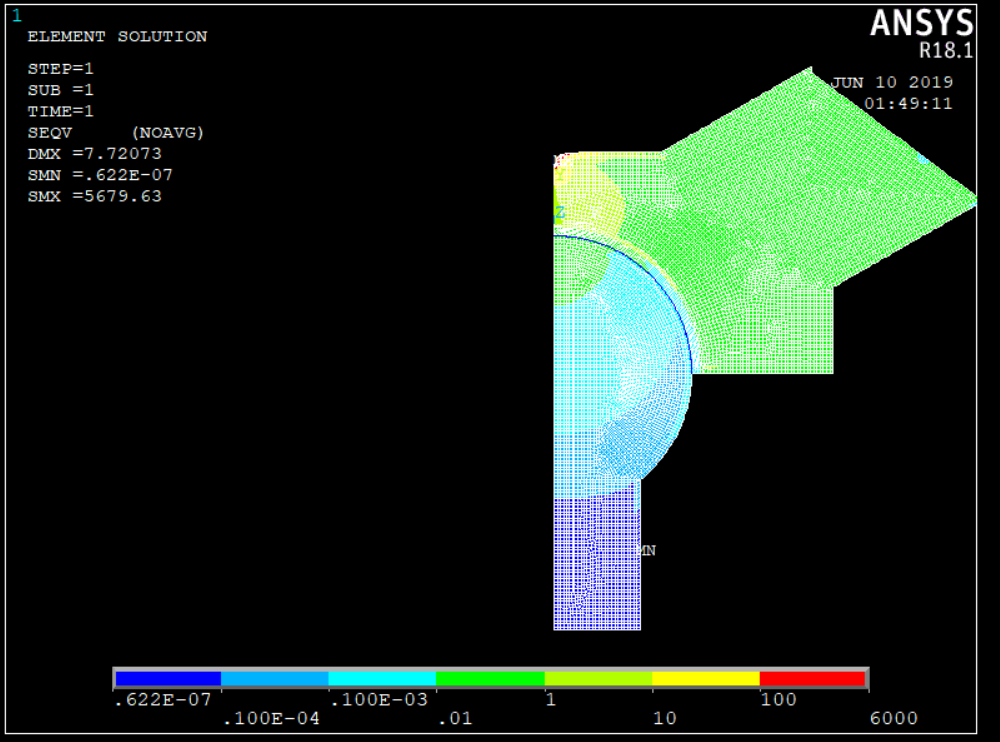 1
ELEMENT SOLUTION
STEP=1
SUB =1
TIME=1
SEQV (NOAVG)
DMX =7.72073
SMN =.622E-07
SMX =5679.63
ANSYS
R18.1
JUN 10 2019
01:49:11
Z
MN
.622E-07 .100E-03 1 100
.100E-04 .01 10 6000